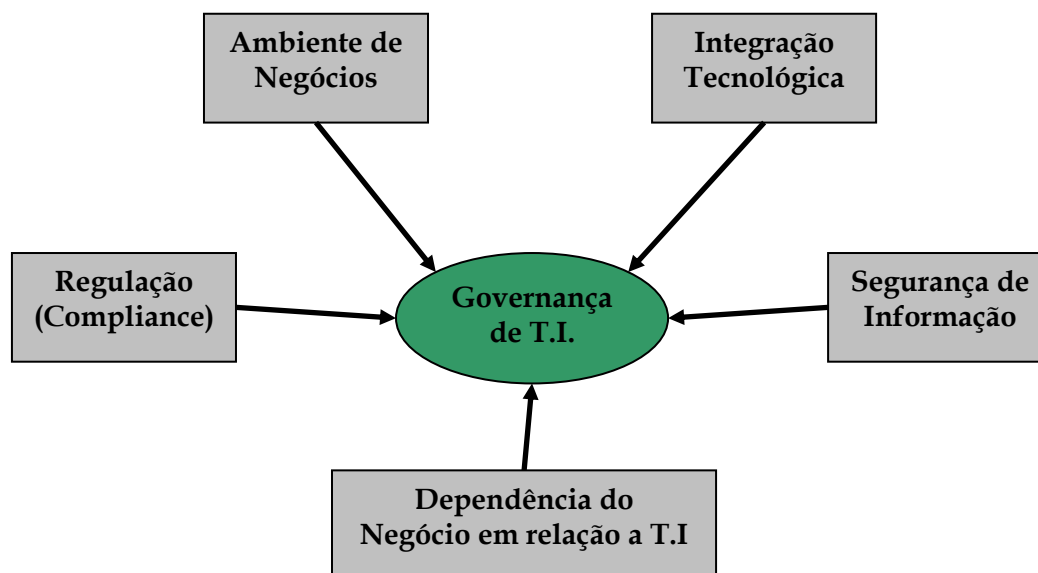 Ambiente de
Negócios
Integração
Tecnológica
Regulação
(Compliance)
Governança
de T.I.
Segurança de
Informação
Dependência do
Negócio em relação a T.I